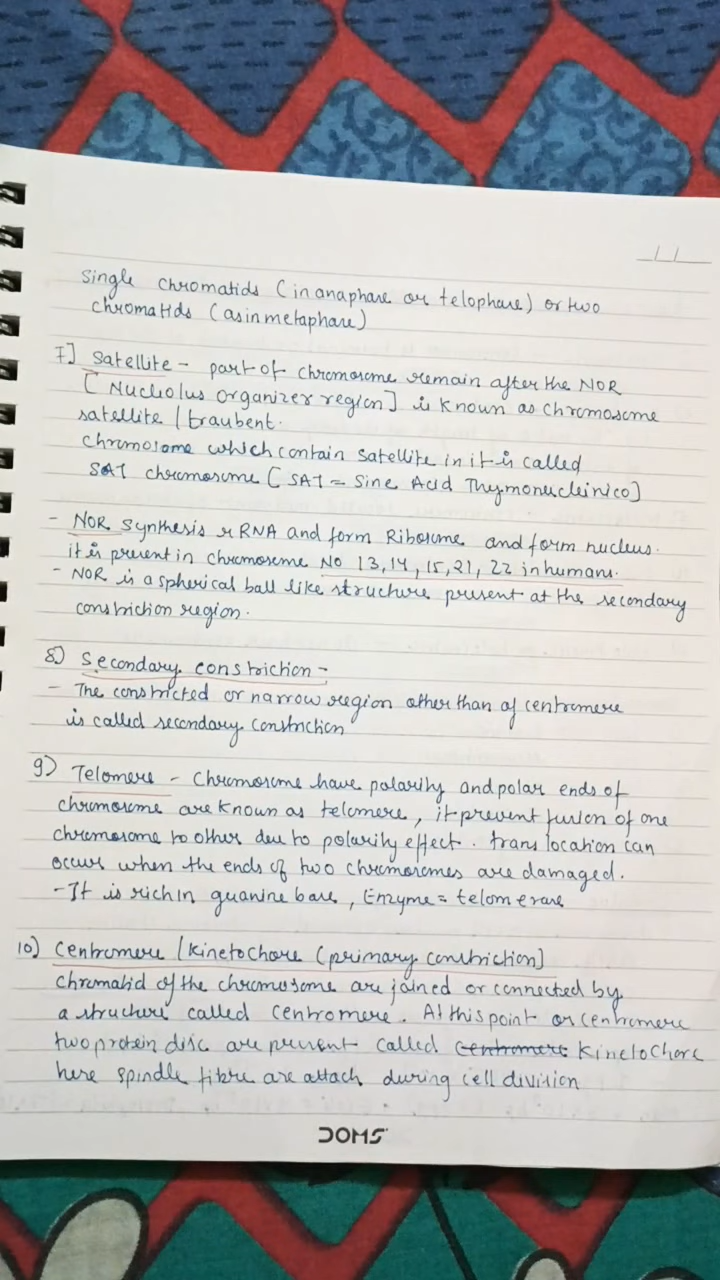 single chromatids (in anaphase or telophase) or two
chromatids (as in metaphase)
7] Satellite - part of chromosome remain after the NOR
[Nucleolus organizer region] is known as chromosome
satellite / trabent.
chromosome which contain satellite in it is called
SAT chromosome [SAT = Sine Acid Thymonucleinico]
- NOR synthesis rRNA and form Ribosome and form nucleus.
it is present in chromosome No 13, 14, 15, 21, 22 in humans.
- NOR is a spherical ball like structure present at the secondary
constriction region.
8) Secondary constriction -
- The constricted or narrow region other than of centromere
is called secondary constriction
9) Telomere - Chromosome have polarity and polar ends of
chromosome are known as telomere, it prevent fusion of one
chromosome to other due to polarity effect. trans location can
occur when the ends of two chromosomes are damaged.
- It is rich in guanine base, Enzyme = telomerase
10) Centromere / kinetochore (primary constriction]
chromatid of the chromosome are joined or connected by
a structure called centromere. At this point or centromere
two protein disc are present called centromere kinetochore
here spindle fibre are attach during cell division
DOMS